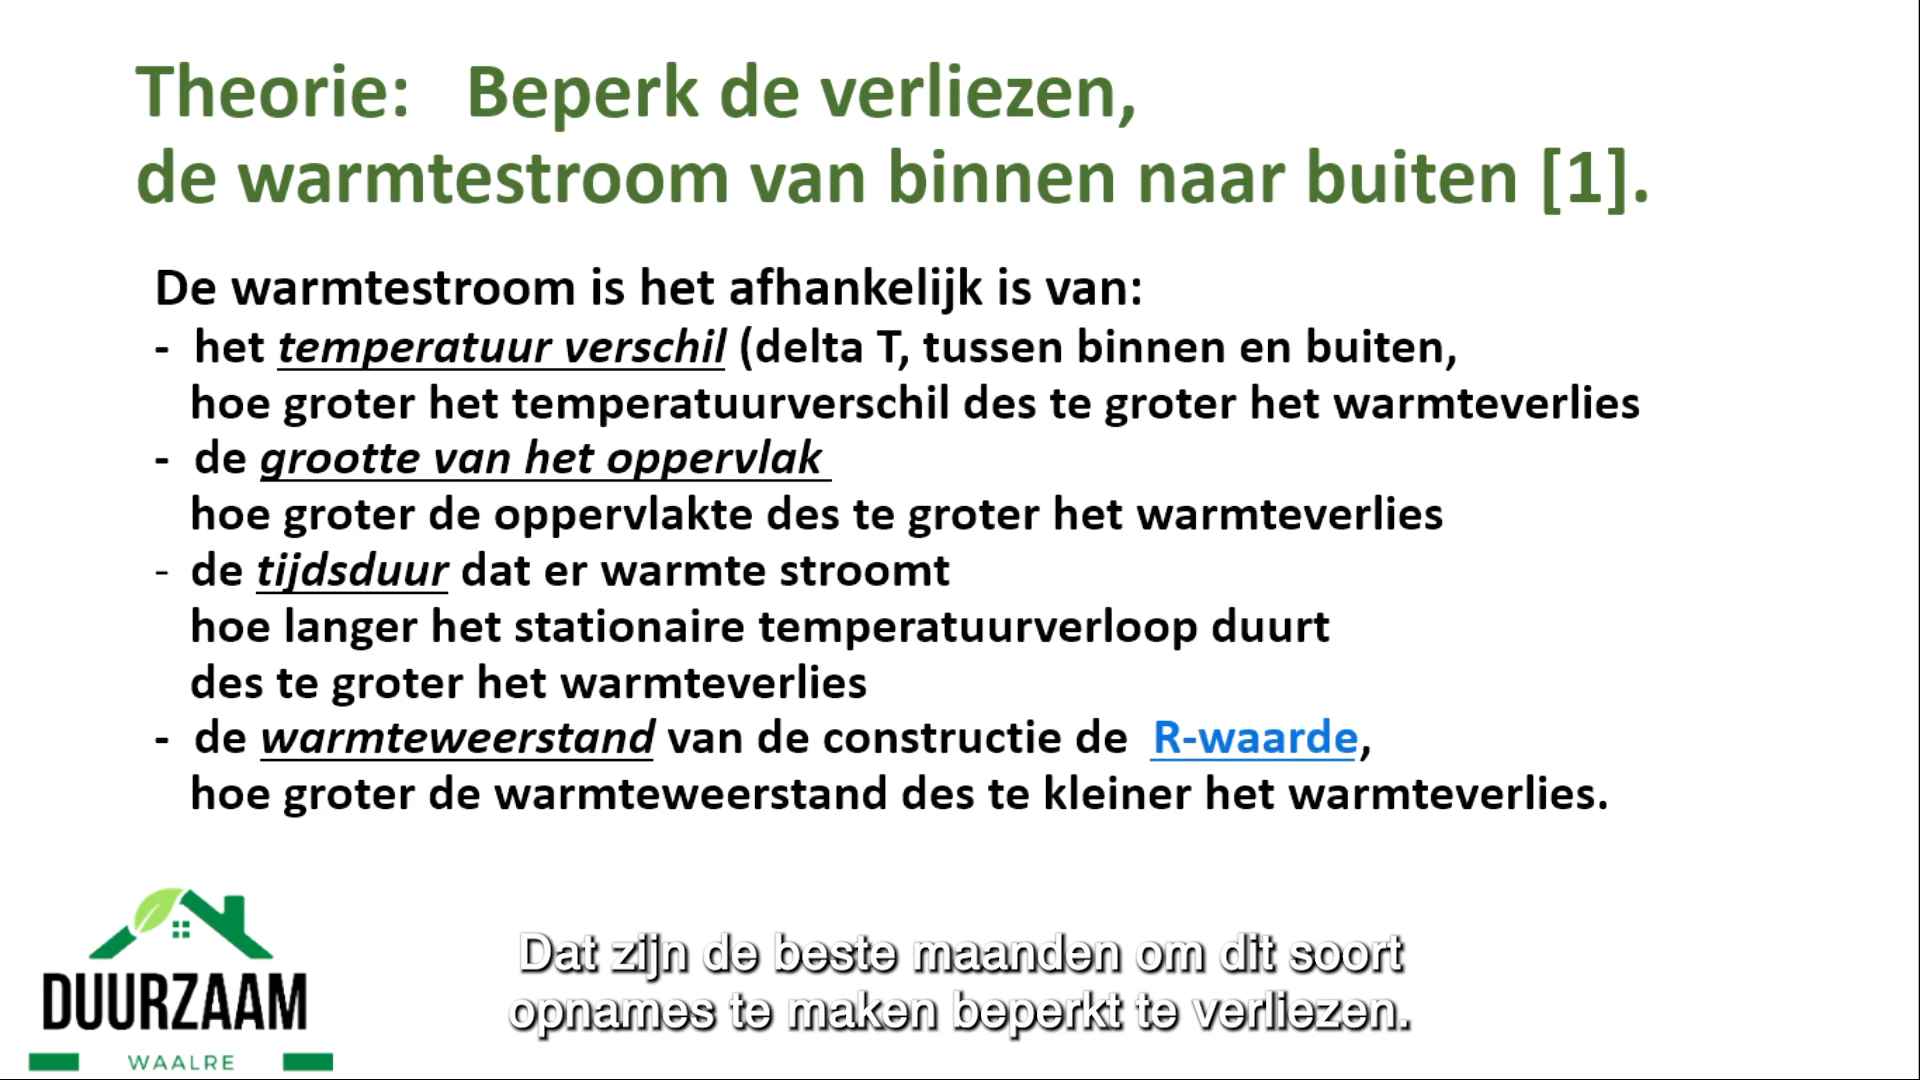 Theorie:   Beperk de verliezen,
de warmtestroom van binnen naar buiten [1].
De warmtestroom is het afhankelijk is van:
- het temperatuur verschil (delta T, tussen binnen en buiten,
hoe groter het temperatuurverschil des te groter het warmteverlies
- de grootte van het oppervlak
hoe groter de oppervlakte des te groter het warmteverlies
- de tijdsduur dat er warmte stroomt
hoe langer het stationaire temperatuurverloop duurt
des te groter het warmteverlies
- de warmteweerstand van de constructie de R-waarde,
hoe groter de warmteweerstand des te kleiner het warmteverlies.
Dat zijn de beste maanden om dit soort
opnames te maken beperkt te verliezen.
DUURZAAM
WAALRE